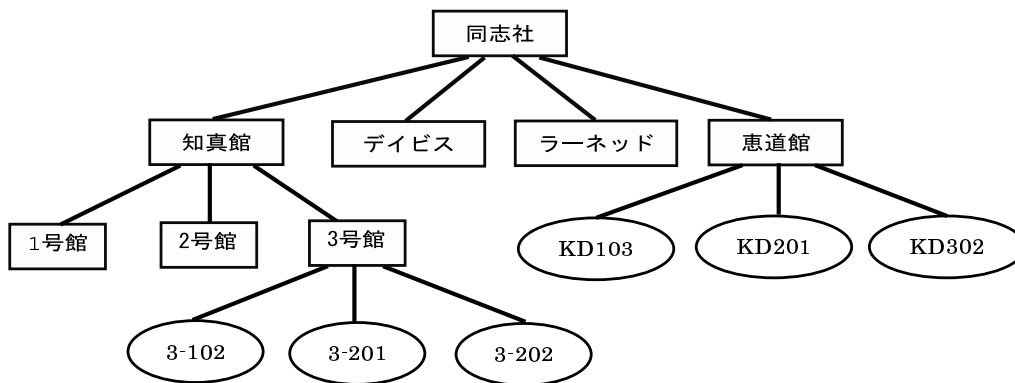 同志社
知真館
デイビス
ラーネッド
恵道館
1号館
2号館
3号館
KD103
KD201
KD302
3-102
3-201
3-202